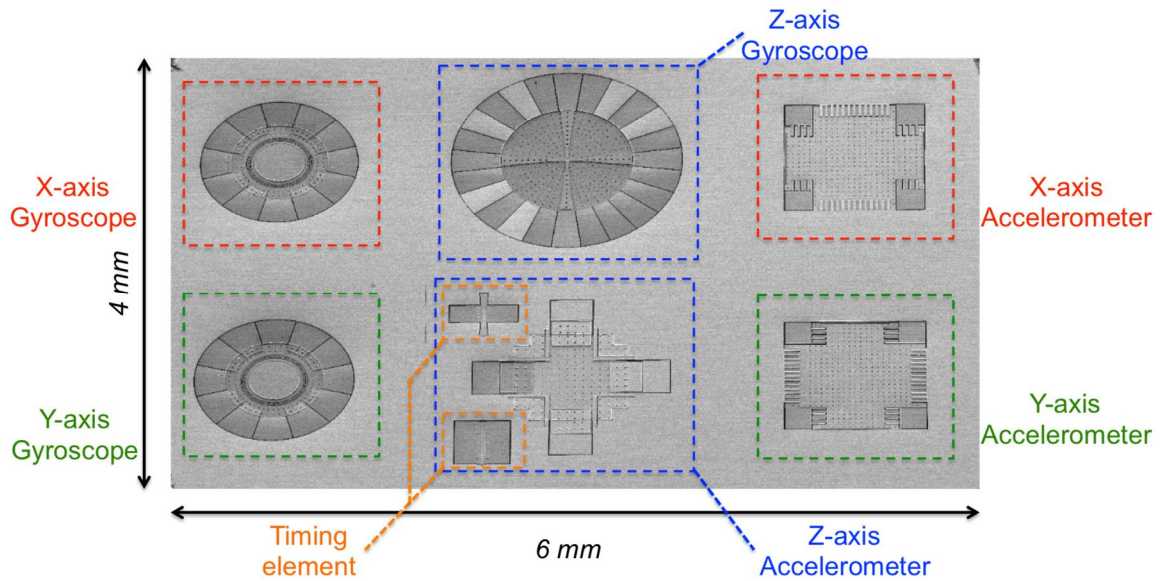 Z-axis
Gyroscope
X-axis
Gyroscope
X-axis
Accelerometer
4 mm
Y-axis
Gyroscope
Y-axis
Accelerometer
Timing
element
6 mm
Z-axis
Accelerometer